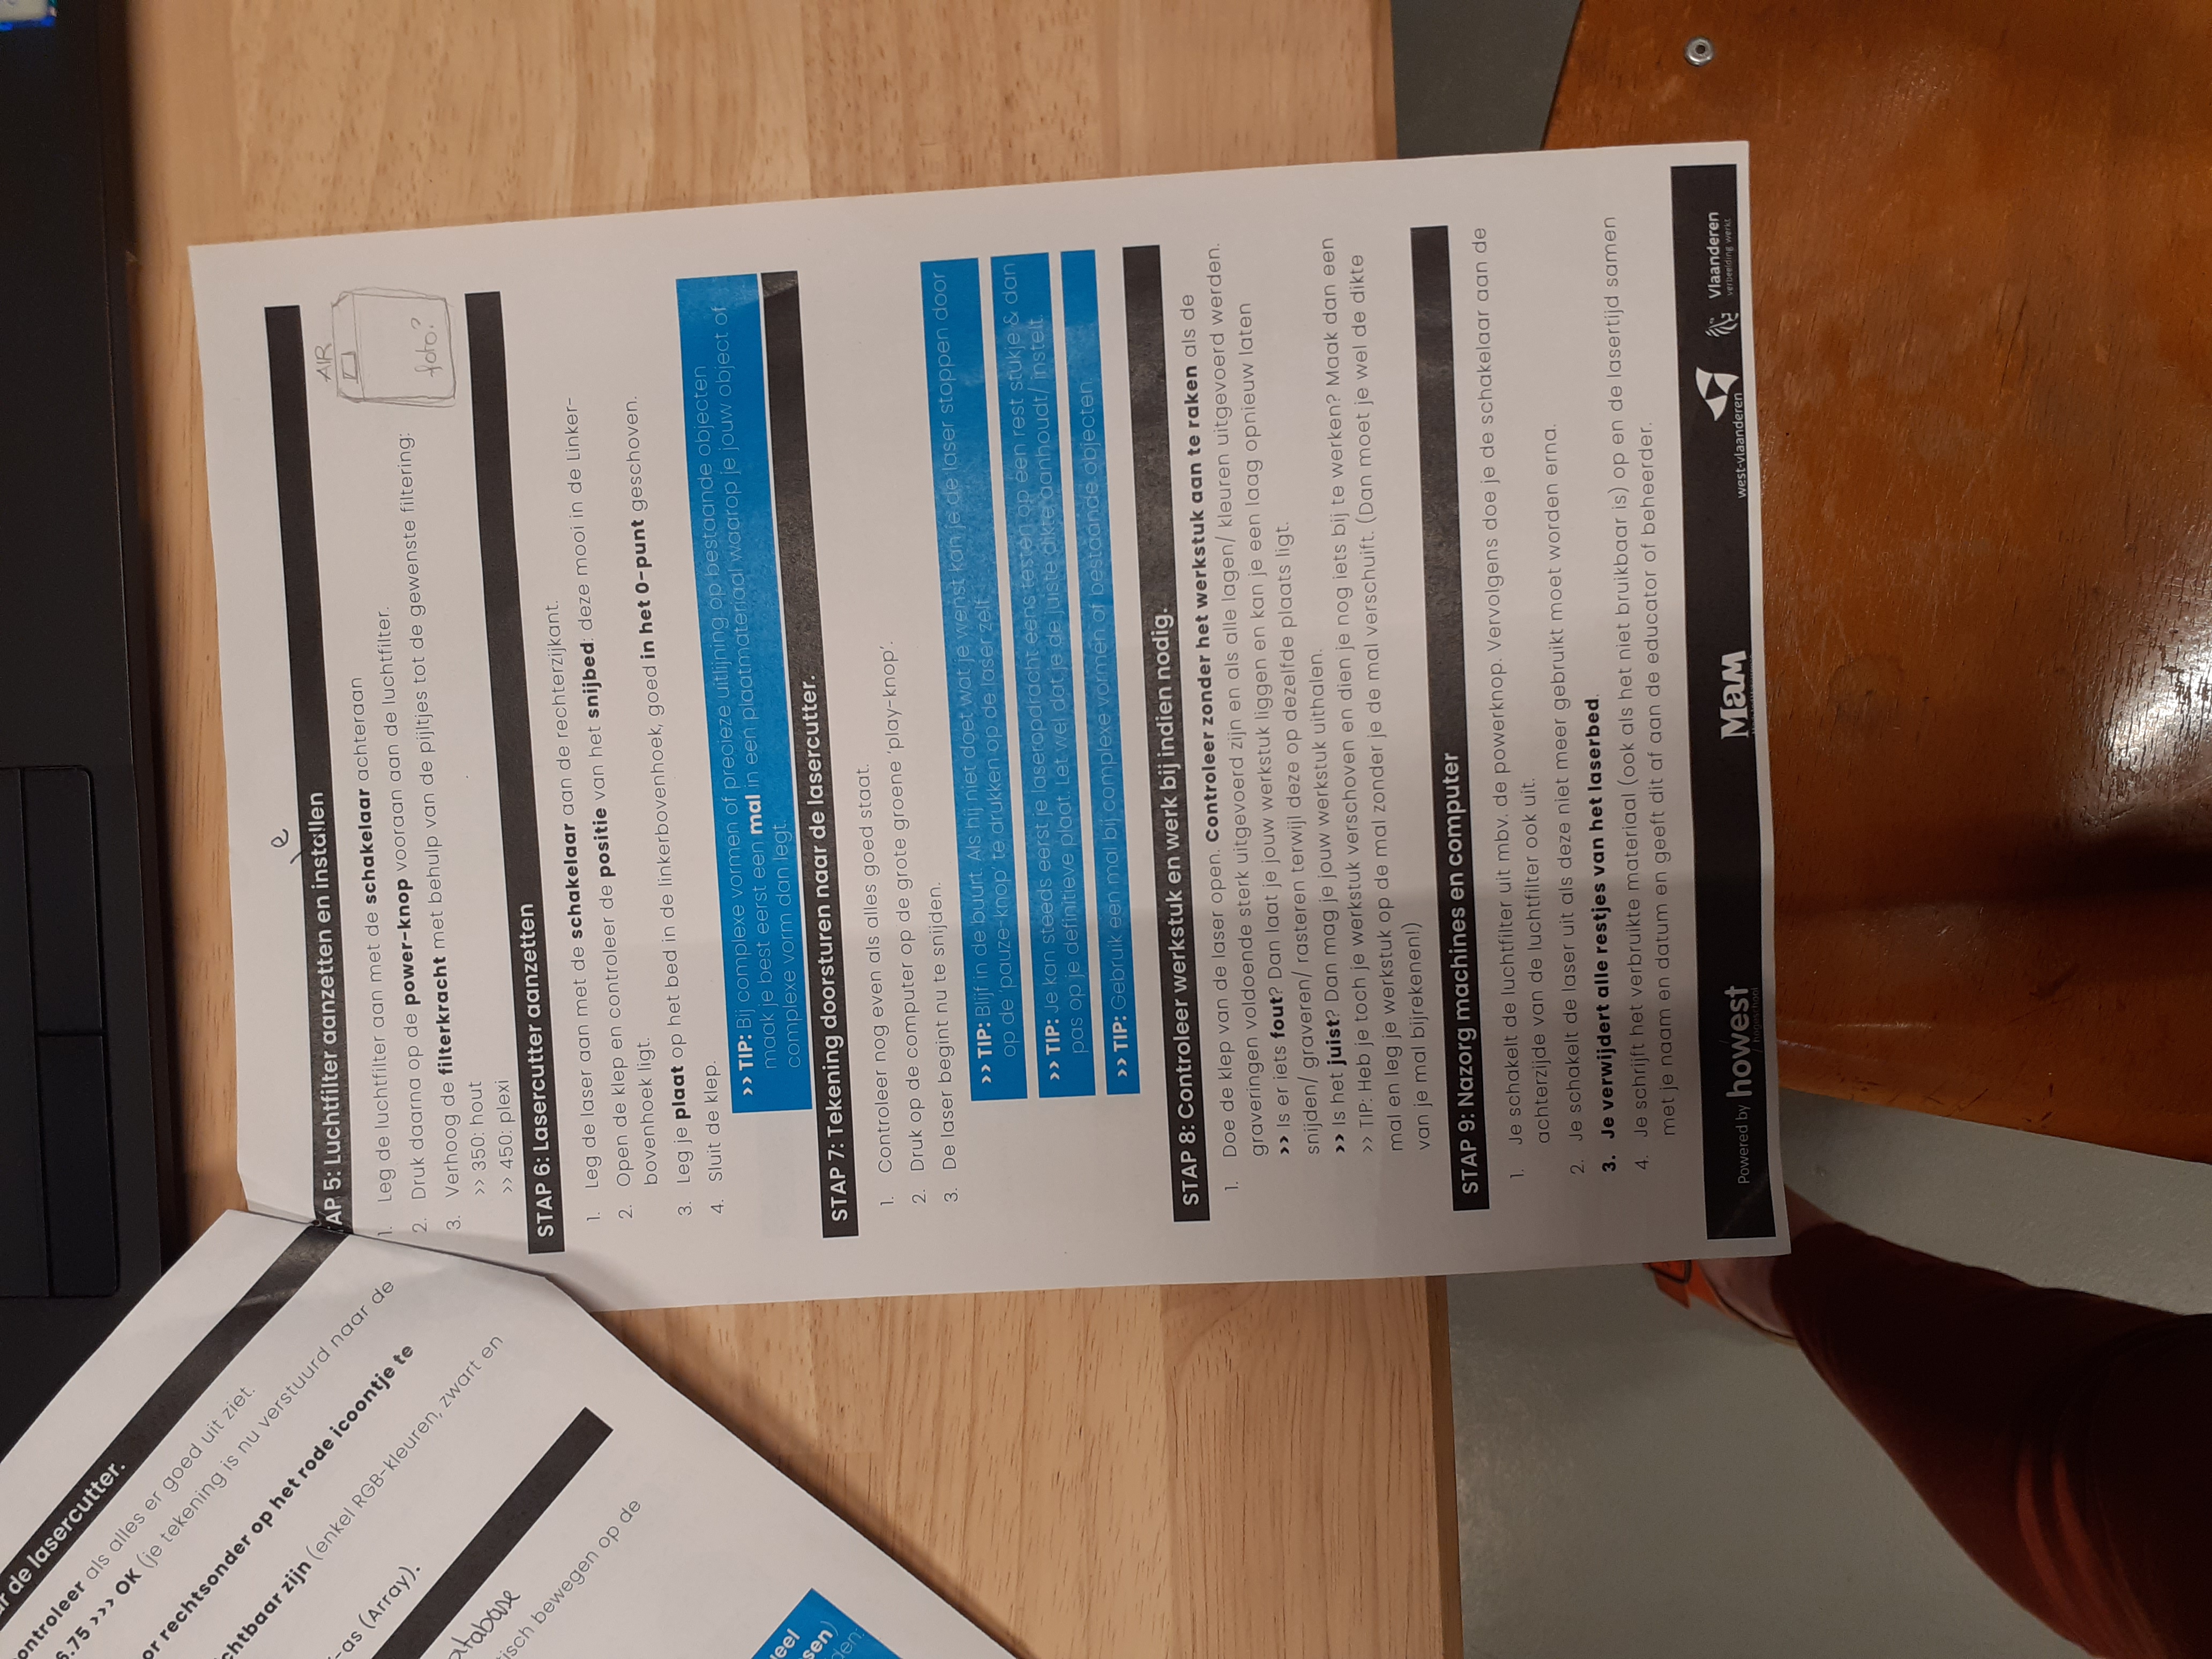 r de lasercutter.
ontroleer als alles er goed uit ziet.
6.75 >>> OK (je tekening is nu verstuurd naar de
or rechtsonder op het rode icoontje te
chtbaar zijn (enkel RGB-kleuren, zwart en
-as (Array).
isch bewegen op de
eel
sen)
den:
AP 5: Luchtfilter aanzetten en installen
e
1. Leg de luchtfilter aan met de schakelaar achteraan
2. Druk daarna op de power-knop vooraan aan de luchtfilter.
3. Verhoog de filterkracht met behulp van de pijltjes tot de gewenste filtering:
>> 350: hout
>> 450: plexi
AIR
foto?
STAP 6: Lasercutter aanzetten
1. Leg de laser aan met de schakelaar aan de rechterzijkant.
2. Open de klep en controleer de positie van het snijbed: deze mooi in de linker-
bovenhoek ligt.
3. Leg je plaat op het bed in de linkerbovenhoek, goed in het 0-punt geschoven.
4. Sluit de klep.
>> TIP: Bij complexe vormen of precieze uitlijning op bestaande objecten
maak je best eerst een mal in een plaatmateriaal waarop je jouw object of
complexe vorm dan legt.
STAP 7: Tekening doorsturen naar de lasercutter.
1. Controleer nog even als alles goed staat.
2. Druk op de computer op de grote groene 'play-knop'.
3. De laser begint nu te snijden.
>> TIP: Blijf in de buurt. Als hij niet doet wat je wenst kan je de laser stoppen door
op de 'pauze-knop' te drukken op de laser zelf.
>> TIP: Je kan steeds eerst je laseropdracht eens testen op een rest stukje & dan
pas op je definitieve plaat. Let wel dat je de juiste dikte aanhoudt/ instelt.
>> TIP: Gebruik een mal bij complexe vormen of bestaande objecten.
STAP 8: Controleer werkstuk en werk bij indien nodig.
1. Doe de klep van de laser open. Controleer zonder het werkstuk aan te raken als de
graveringen voldoende sterk uitgevoerd zijn en als alle lagen/ kleuren uitgevoerd werden.
>> Is er iets fout? Dan laat je jouw werkstuk liggen en kan je een laag opnieuw laten
snijden/ graveren/ rasteren terwijl deze op dezelfde plaats ligt.
>> Is het juist? Dan mag je jouw werkstuk uithalen.
>> TIP: Heb je toch je werkstuk verschoven en dien je nog iets bij te werken? Maak dan een
mal en leg je werkstuk op de mal zonder je de mal verschuift. (Dan moet je wel de dikte
van je mal bijrekenen!)
STAP 9: Nazorg machines en computer
1. Je schakelt de luchtfilter uit mbv. de powerknop. Vervolgens doe je de schakelaar aan de
achterzijde van de luchtfilter ook uit.
2. Je schakelt de laser uit als deze niet meer gebruikt moet worden erna.
3. Je verwijdert alle restjes van het laserbed.
4. Je schrijft het verbruikte materiaal (ook als het niet bruikbaar is) op en de lasertijd samen
met je naam en datum en geeft dit af aan de educator of beheerder.
Powered by howest
hogeschool
MaM
west-vlaanderen
Vlaanderen
verbeelding werkt